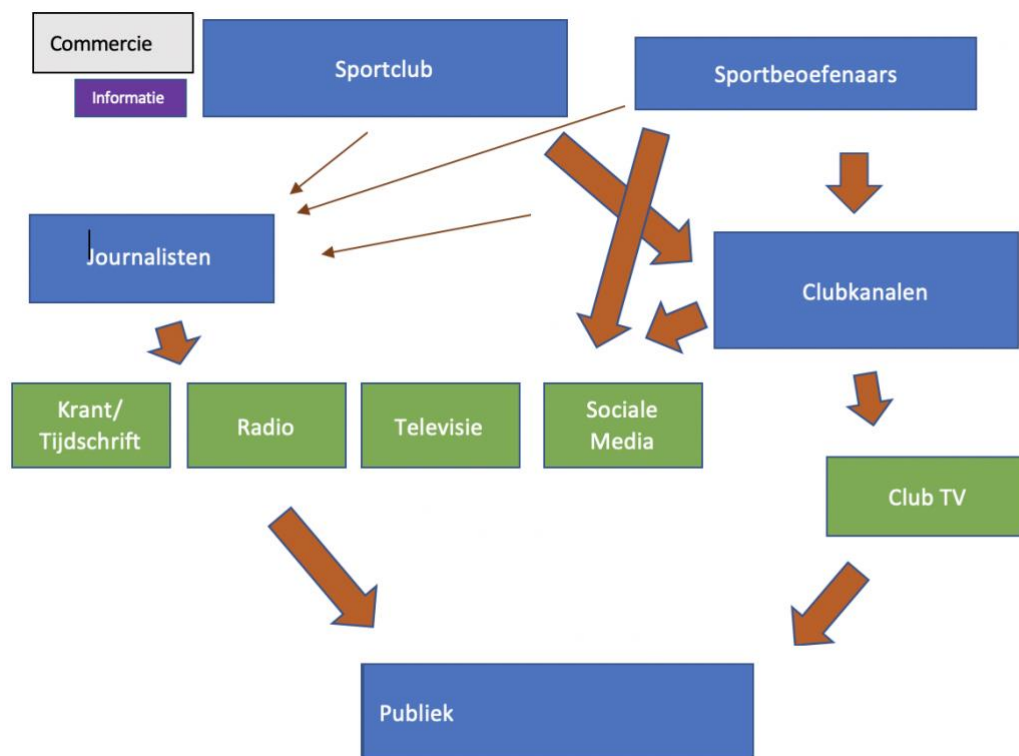 Commercie
Informatie
Sportclub
Sportbeoefenaars
Journalisten
Clubkanalen
Krant/
Tijdschrift
Radio
Televisie
Sociale
Media
Club TV
Publiek